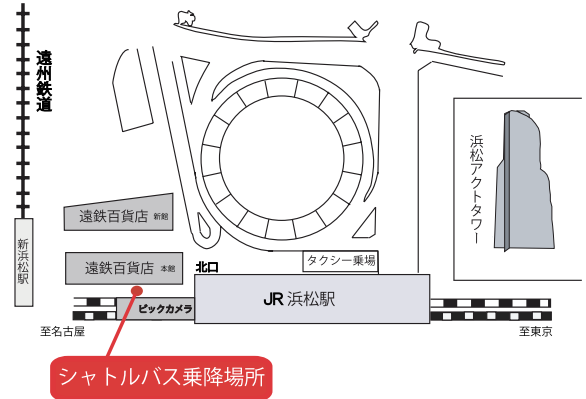 遠州鉄道
浜松アクトタワー
遠鉄百貨店 新館
新浜松駅
遠鉄百貨店 本館
北口
タクシー乗場
JR 浜松駅
ビックカメラ
至名古屋
至東京
シャトルバス乗降場所